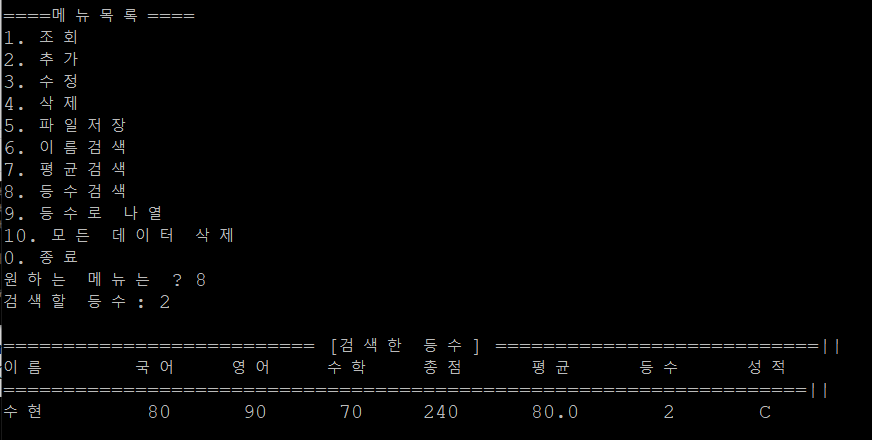 ====메뉴목록====
1. 조회
2. 추가
3. 수정
4. 삭제
5. 파일저장
6. 이름검색
7. 평균검색
8. 등수검색
9. 등수로 나열
10. 모든 데이터 삭제
0. 종료
원하는 메뉴는 ? 8
검색할 등수: 2
========================== [검색한 등수] ===========================||
이름 국어 영어 수학 총점 평균 등수 성적
===================================================================||
수현 80 90 70 240 80.0 2 C